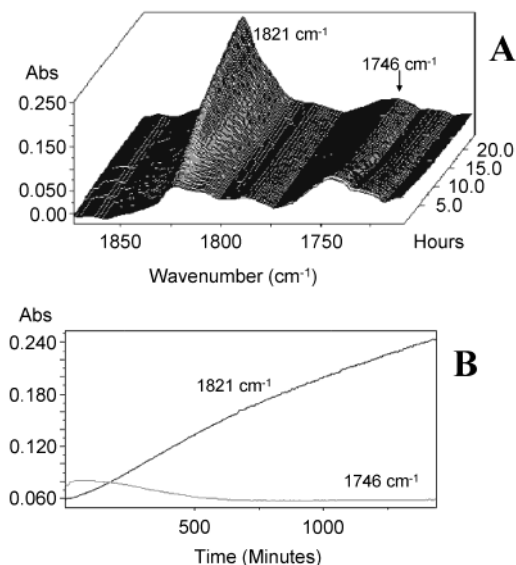 1821 cm⁻¹
A
1746 cm⁻¹
Abs
0.250
0.150
0.050
0.00
20.0
15.0
10.0
5.0
1850
1800
1750
Hours
Wavenumber (cm⁻¹)
Abs
0.240
0.180
0.120
0.060
B
1821 cm⁻¹
1746 cm⁻¹
500
1000
Time (Minutes)